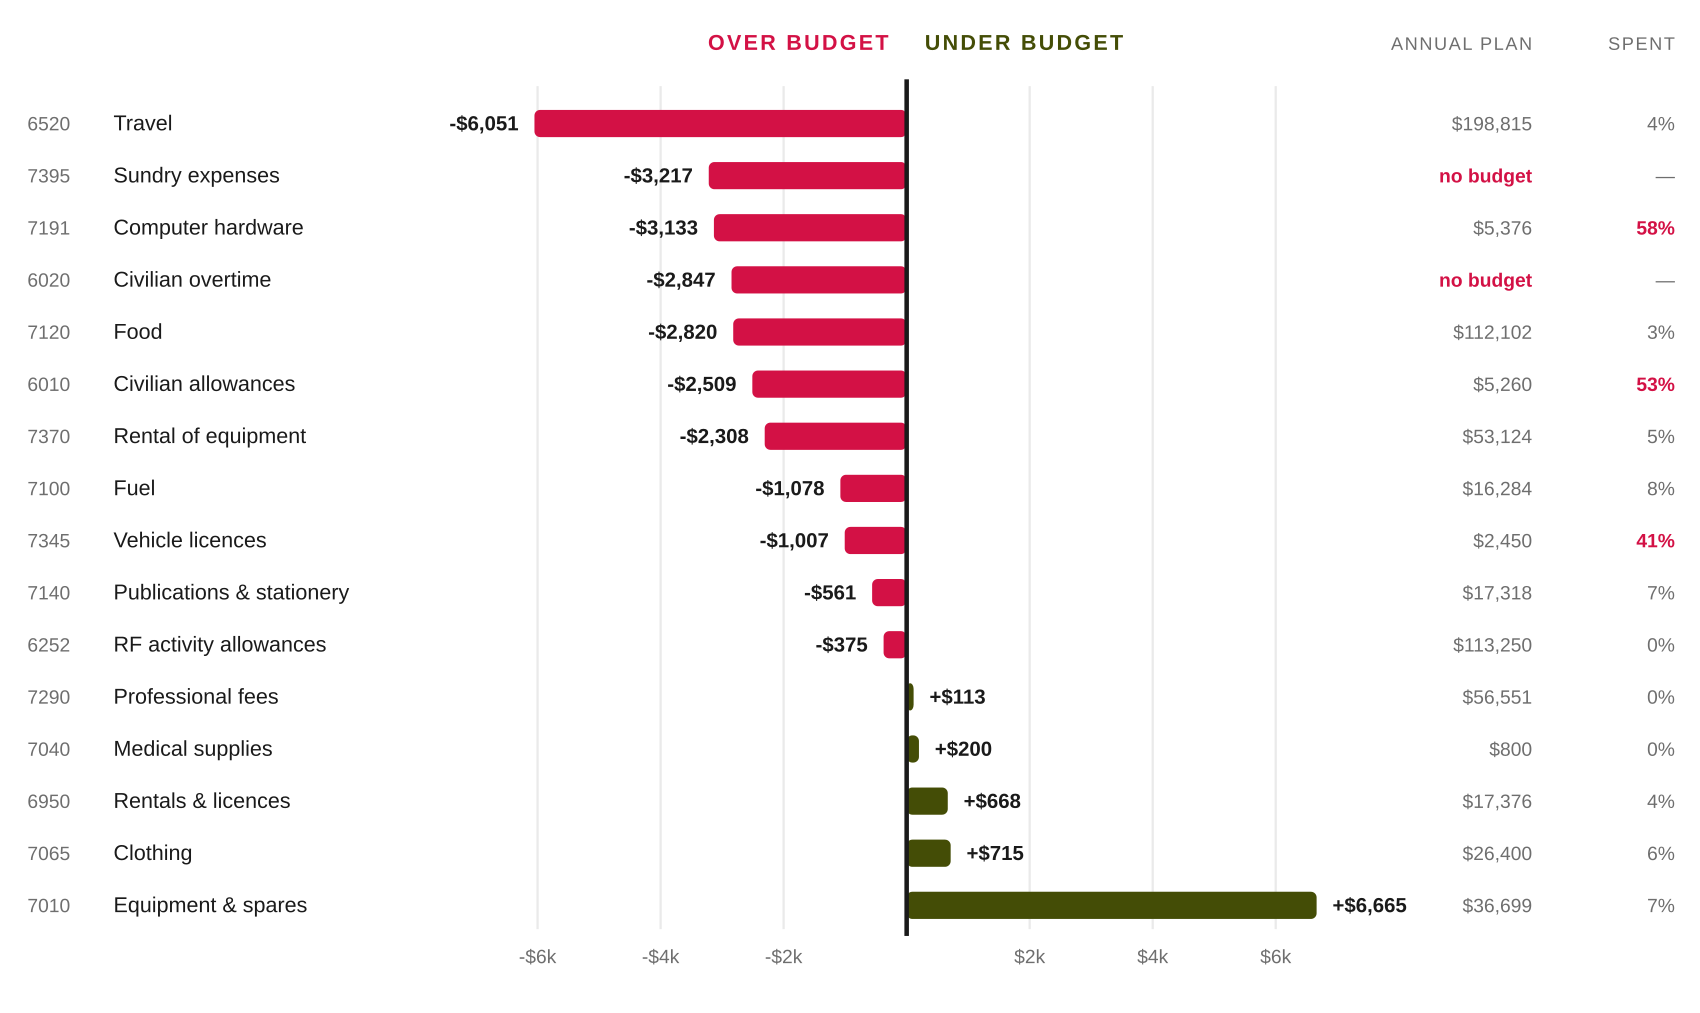 OVER BUDGET UNDER BUDGET ANNUAL PLAN SPENT
6520 Travel -$6,051 $198,815 4%
7395 Sundry expenses -$3,217 no budget —
7191 Computer hardware -$3,133 $5,376 58%
6020 Civilian overtime -$2,847 no budget —
7120 Food -$2,820 $112,102 3%
6010 Civilian allowances -$2,509 $5,260 53%
7370 Rental of equipment -$2,308 $53,124 5%
7100 Fuel -$1,078 $16,284 8%
7345 Vehicle licences -$1,007 $2,450 41%
7140 Publications & stationery -$561 $17,318 7%
6252 RF activity allowances -$375 $113,250 0%
7290 Professional fees +$113 $56,551 0%
7040 Medical supplies +$200 $800 0%
6950 Rentals & licences +$668 $17,376 4%
7065 Clothing +$715 $26,400 6%
7010 Equipment & spares +$6,665 $36,699 7%
-$6k -$4k -$2k $2k $4k $6k